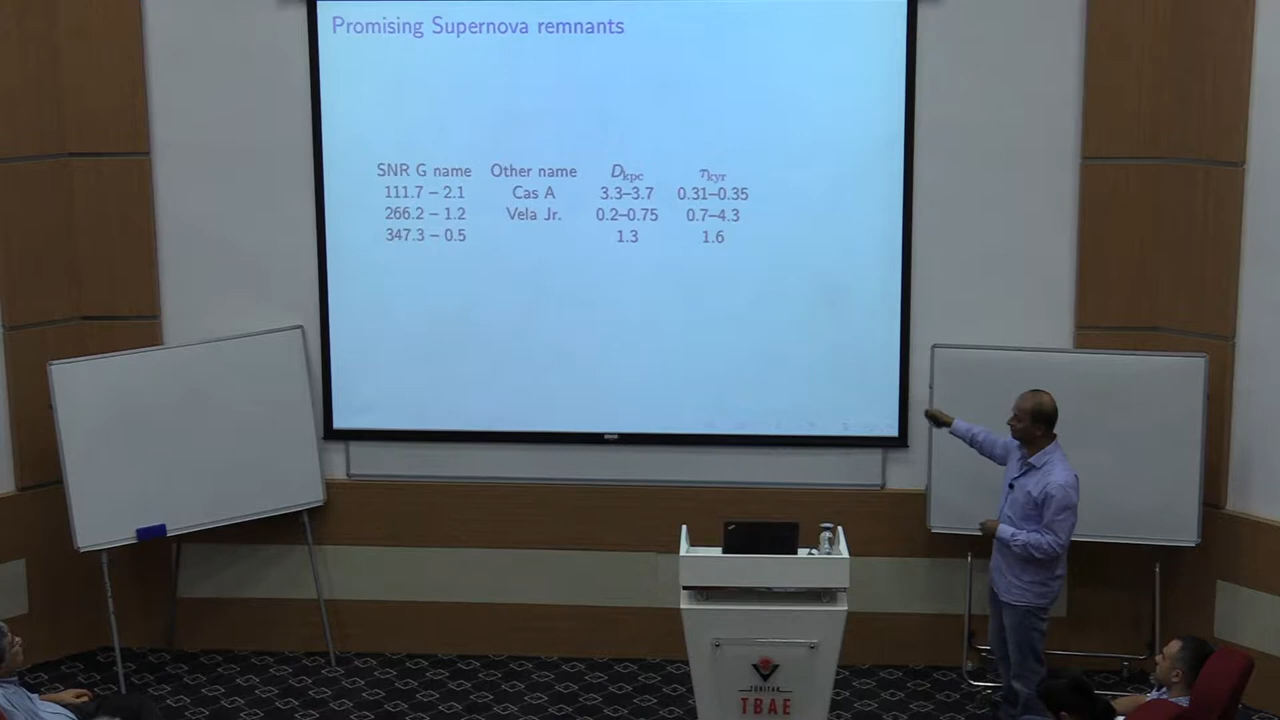 Promising Supernova remnants
SNR G name Other name D_kpc τ_kyr
111.7 – 2.1 Cas A 3.3–3.7 0.31–0.35
266.2 – 1.2 Vela Jr. 0.2–0.75 0.7–4.3
347.3 – 0.5 1.3 1.6
TÜBİTAK
TBAE